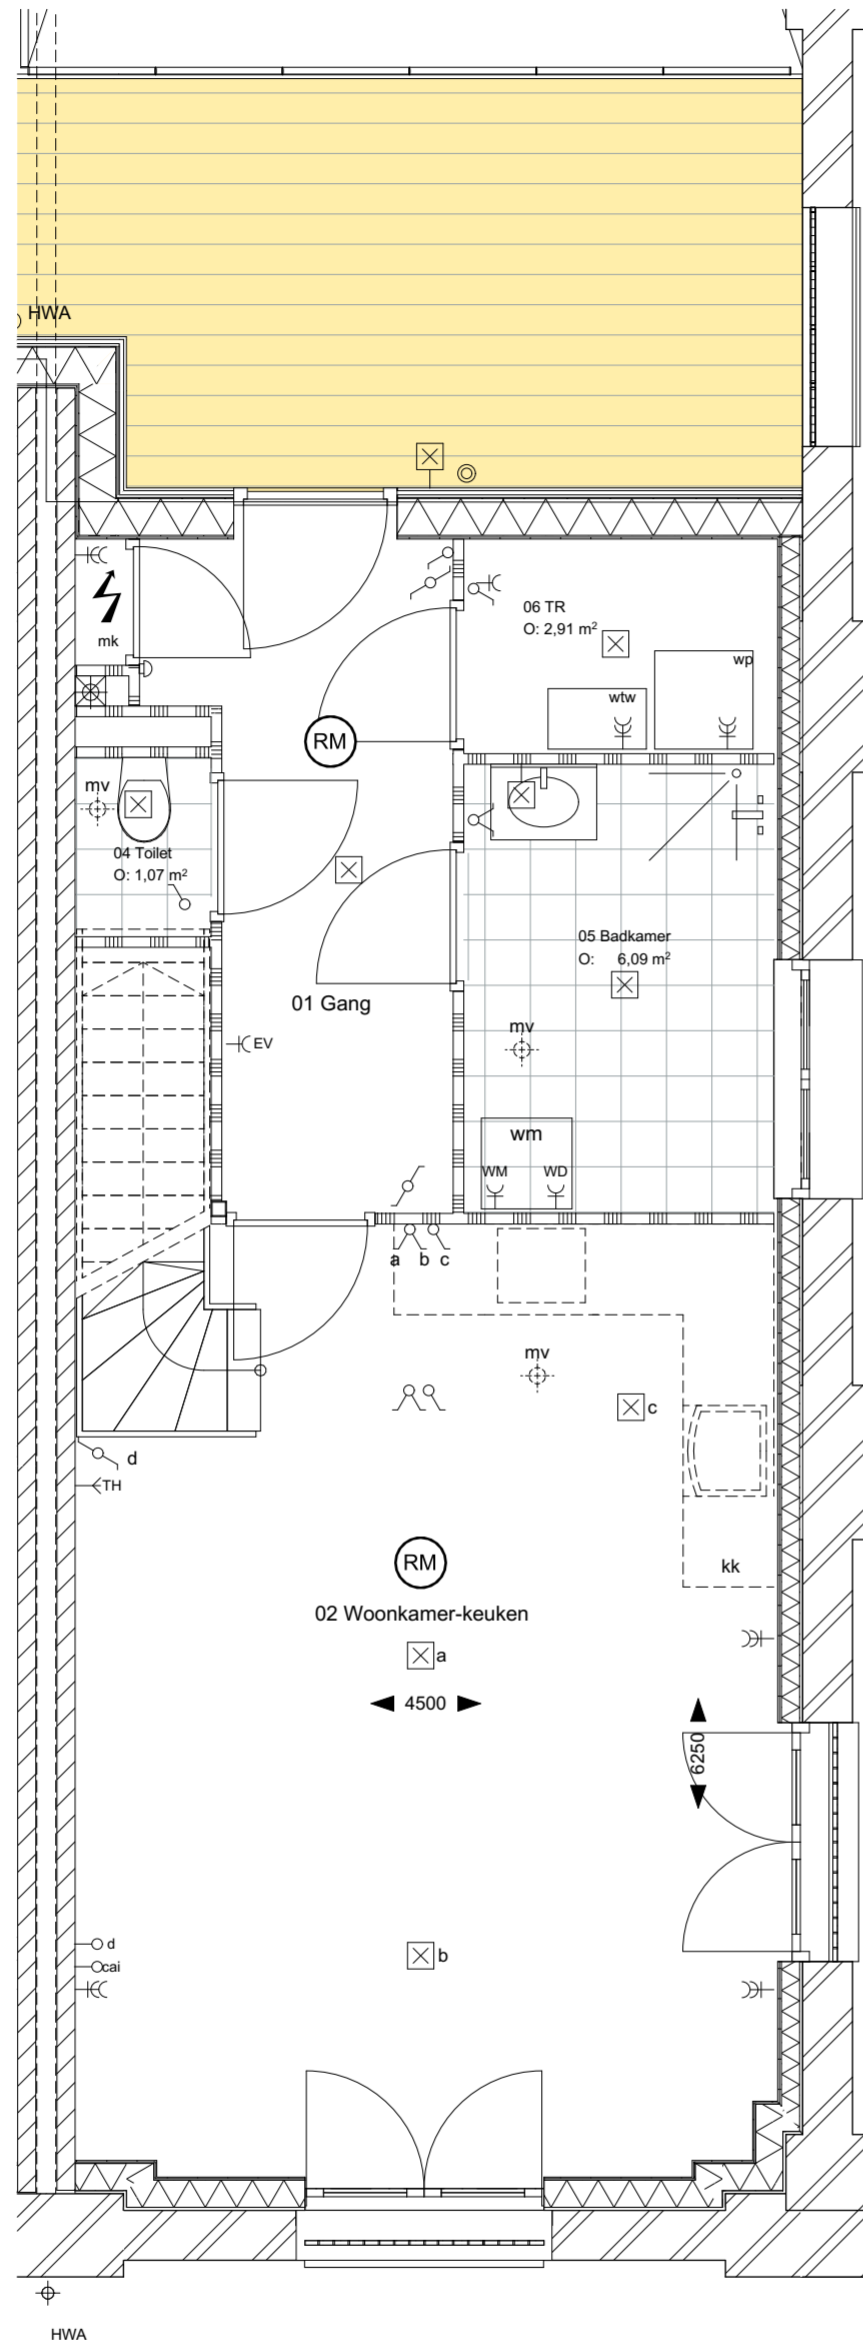 HWA
mk
06 TR
O: 2,91 m²
wp
wtw
RM
mv
04 Toilet
O: 1,07 m²
05 Badkamer
O: 6,09 m²
01 Gang
mv
EV
wm
WM WD
a b c
mv
c
d
TH
RM
kk
02 Woonkamer-keuken
a
4500
6250
d
cai
b
HWA